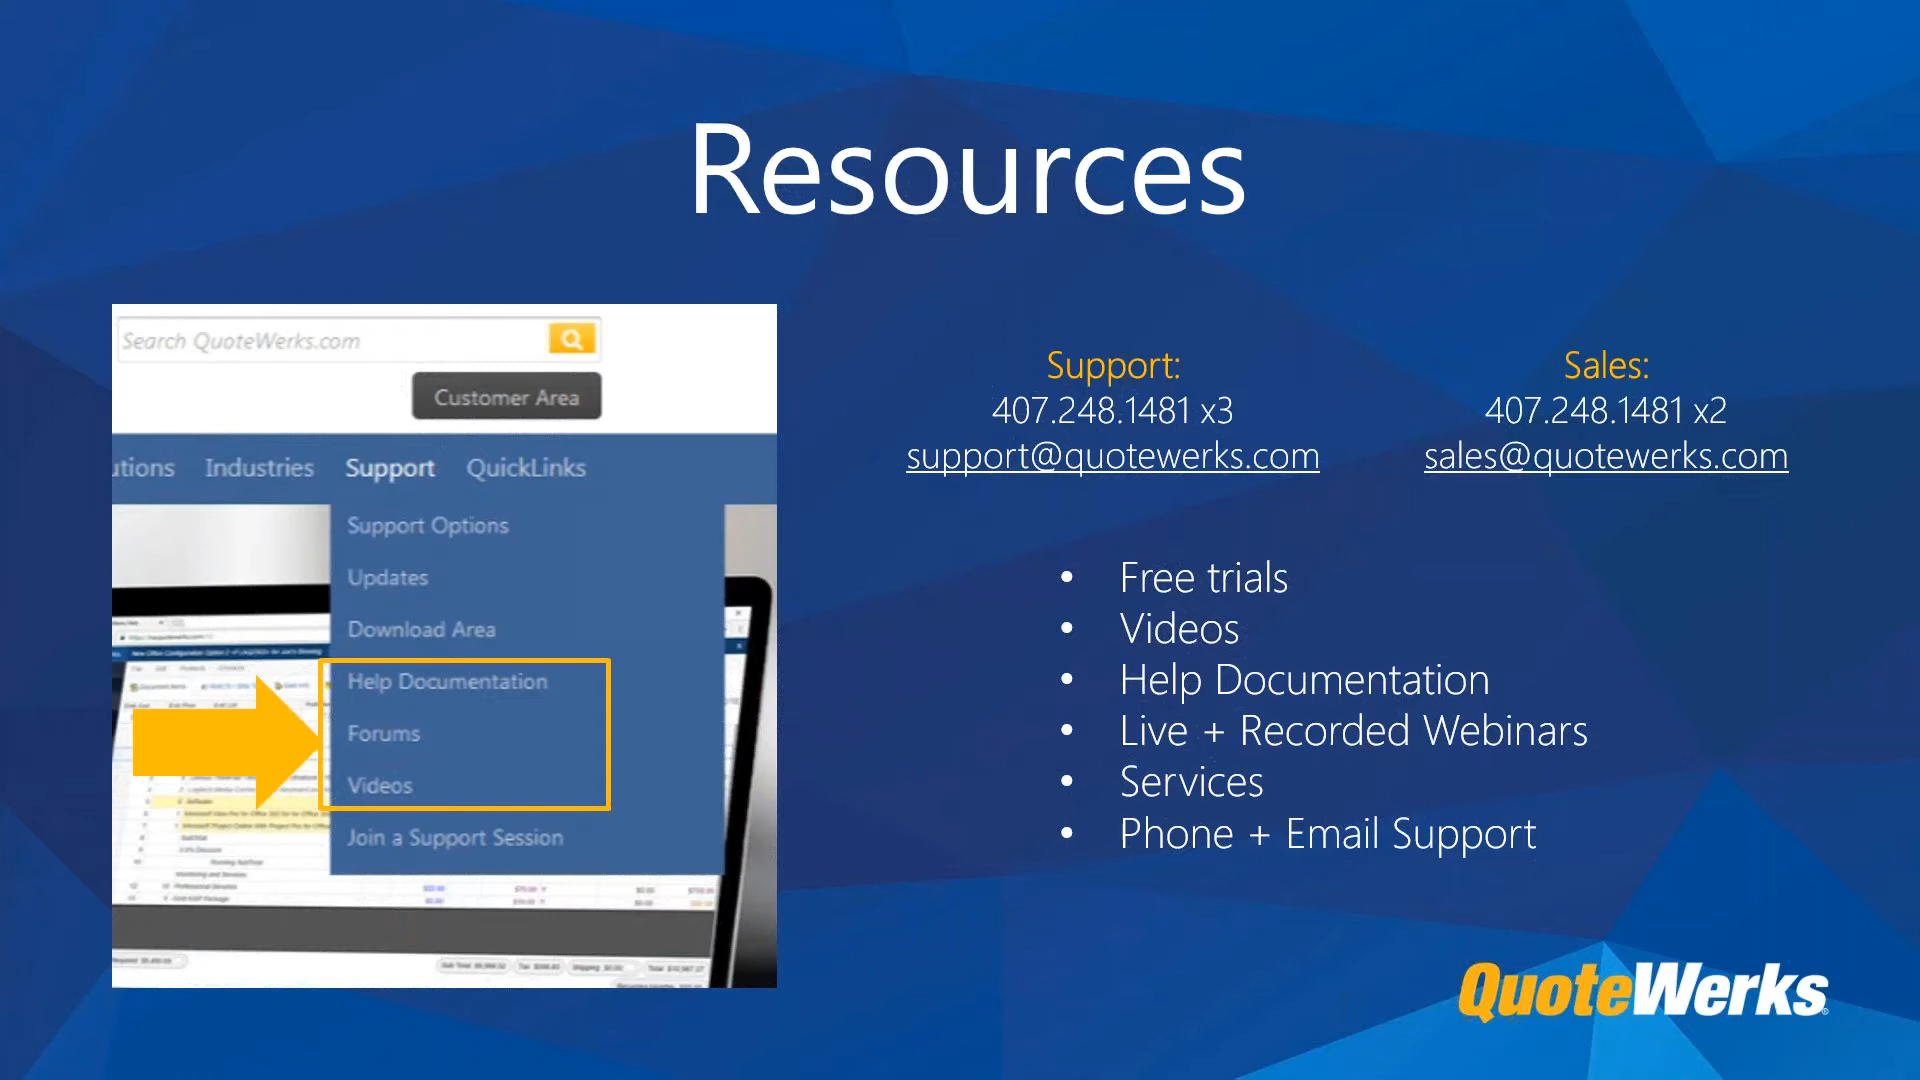 Resources
Search QuoteWerks.com
Customer Area
utions Industries Support QuickLinks
Support Options
Updates
Download Area
Help Documentation
Forums
Videos
Join a Support Session
Support:
407.248.1481 x3
support@quotewerks.com
Sales:
407.248.1481 x2
sales@quotewerks.com
• Free trials
• Videos
• Help Documentation
• Live + Recorded Webinars
• Services
• Phone + Email Support
QuoteWerks